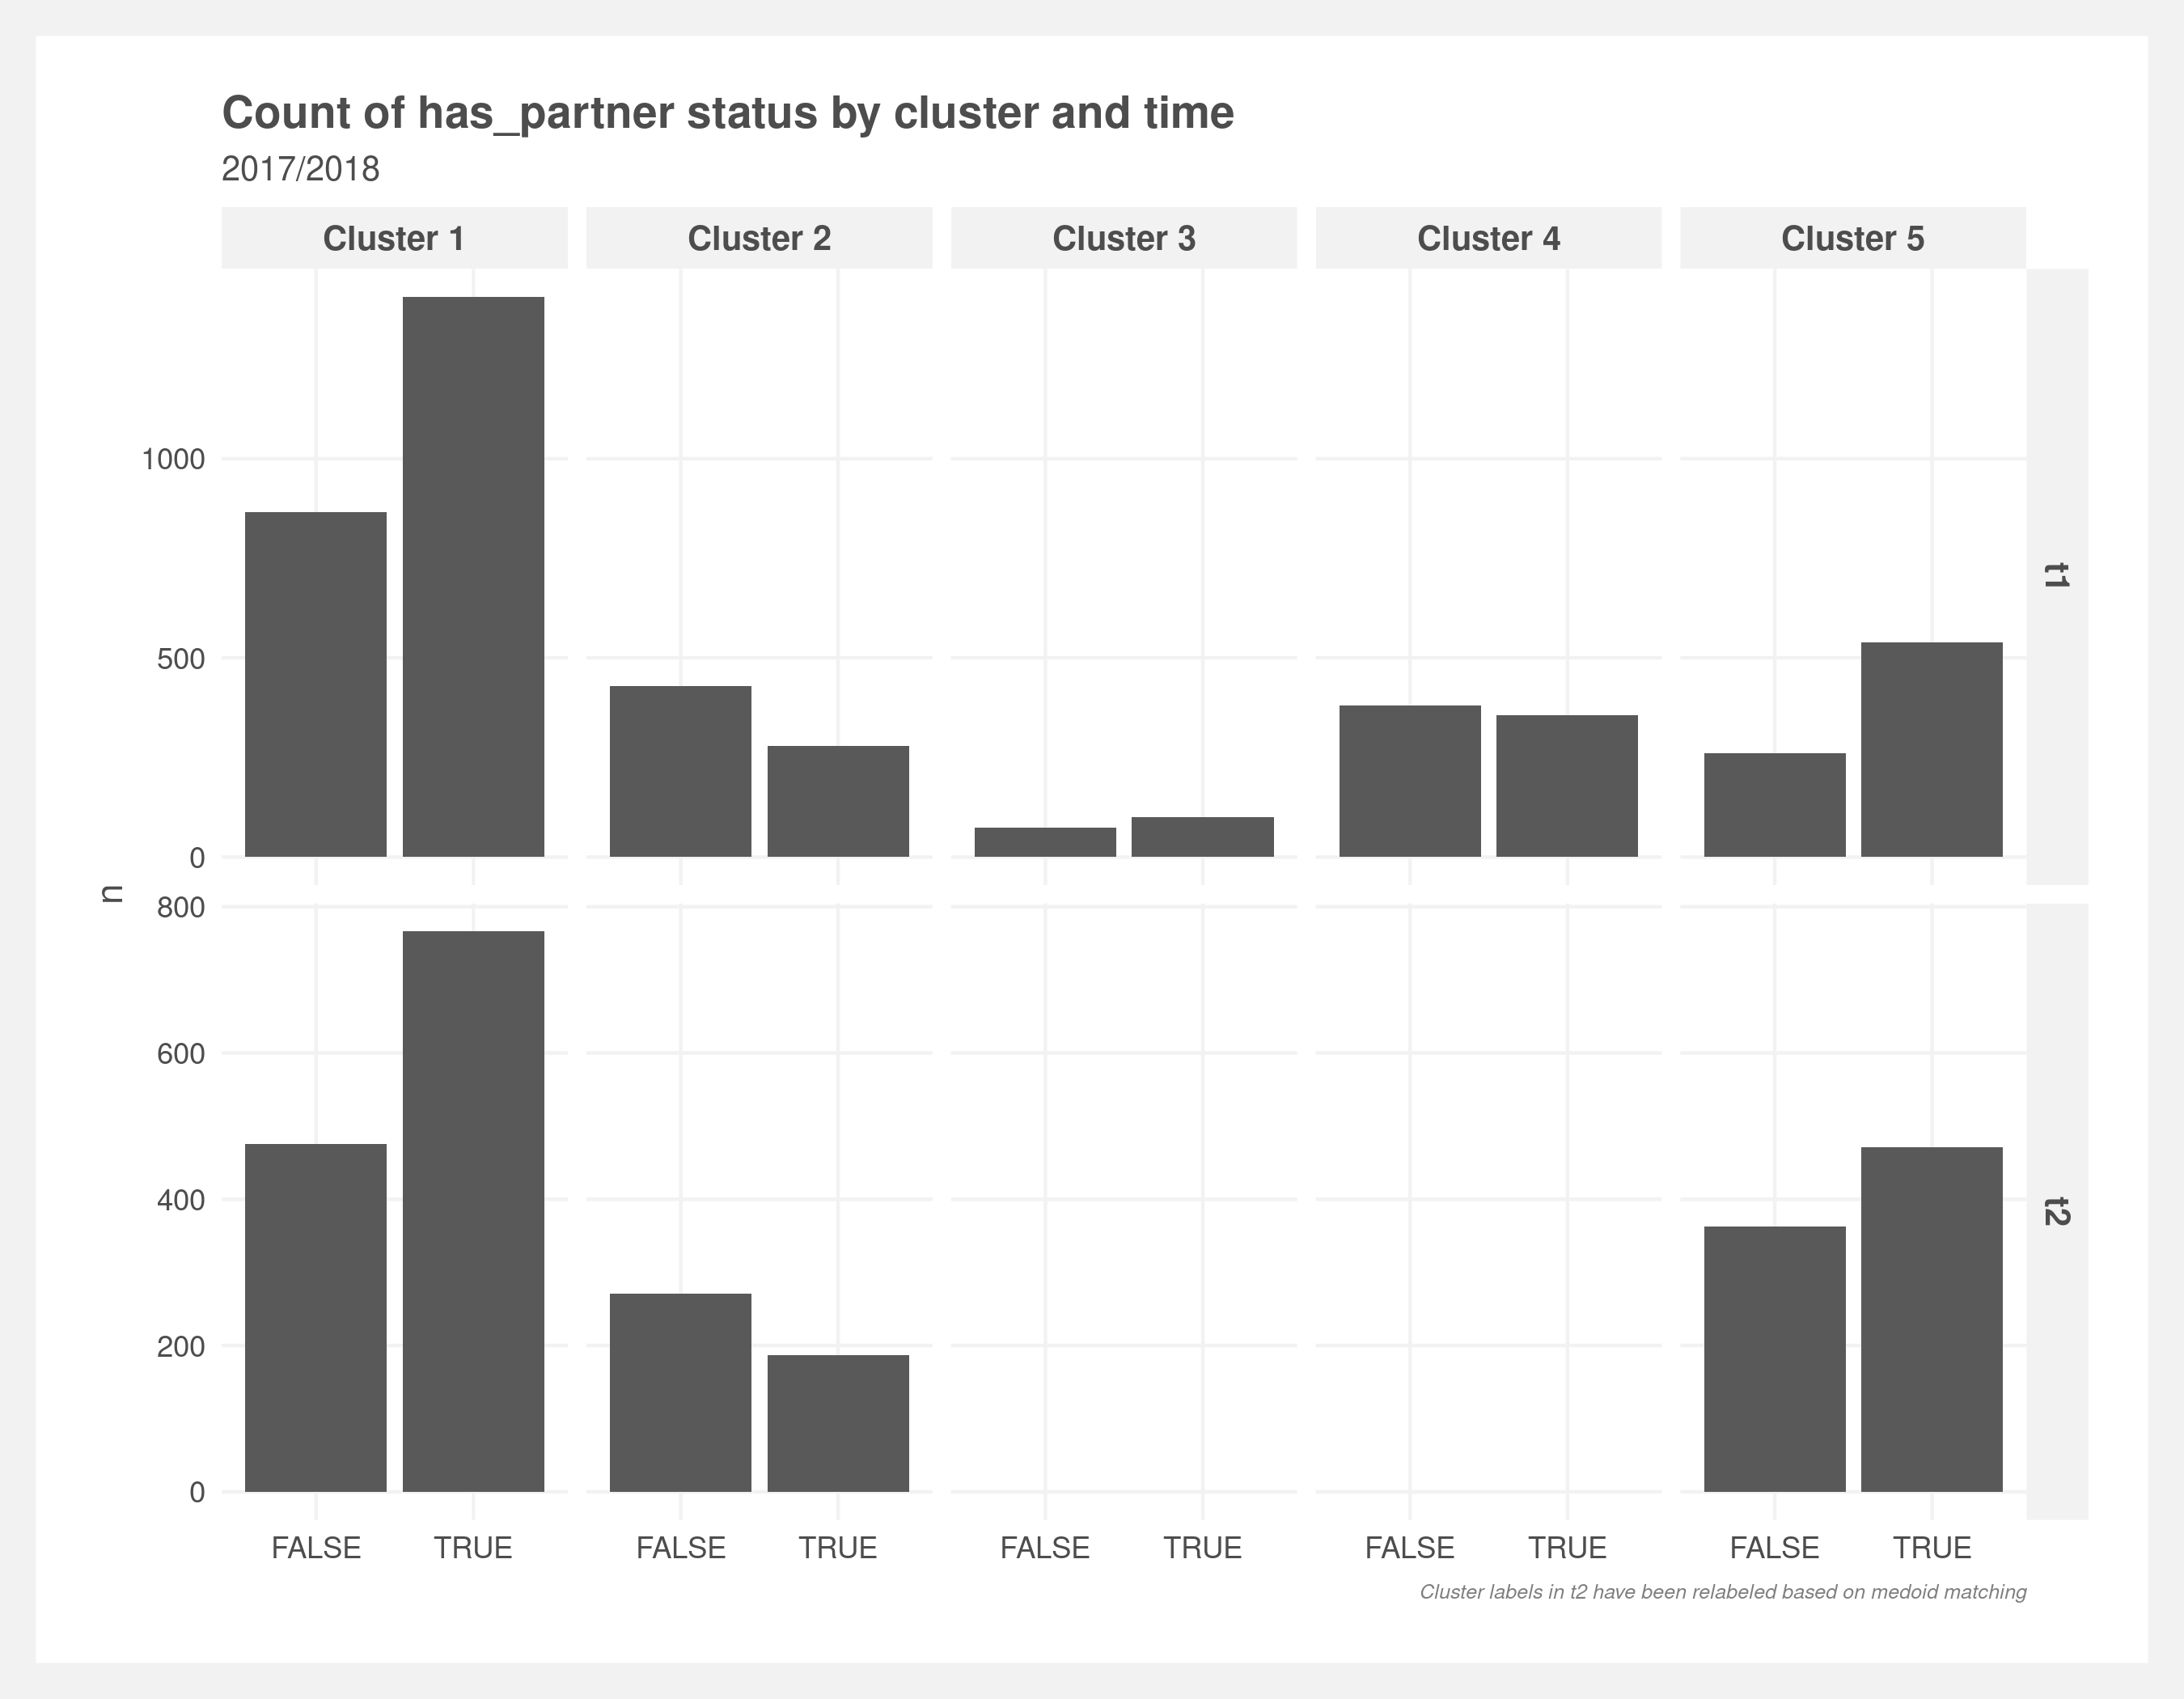 Count of has_partner status by cluster and time
2017/2018
Cluster 1 Cluster 2 Cluster 3 Cluster 4 Cluster 5
1000
500
0
t1
n
800
600
400
200
0
t2
FALSE TRUE FALSE TRUE FALSE TRUE FALSE TRUE FALSE TRUE
Cluster labels in t2 have been relabeled based on medoid matching